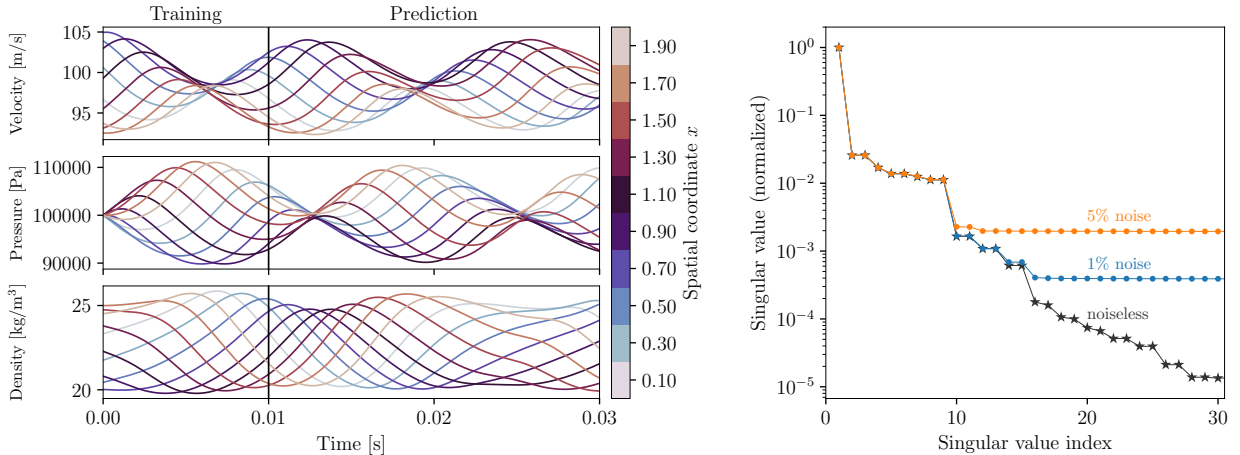 Training
Prediction
Velocity [m/s]
105
100
95
Pressure [Pa]
110000
100000
90000
Density [kg/m³]
25
20
0.00
0.01
0.02
0.03
Time [s]
1.90
1.70
1.50
1.30
1.10
0.90
0.70
0.50
0.30
0.10
Spatial coordinate x
Singular value (normalized)
10⁰
10⁻¹
10⁻²
10⁻³
10⁻⁴
10⁻⁵
5% noise
1% noise
noiseless
0
10
20
30
Singular value index